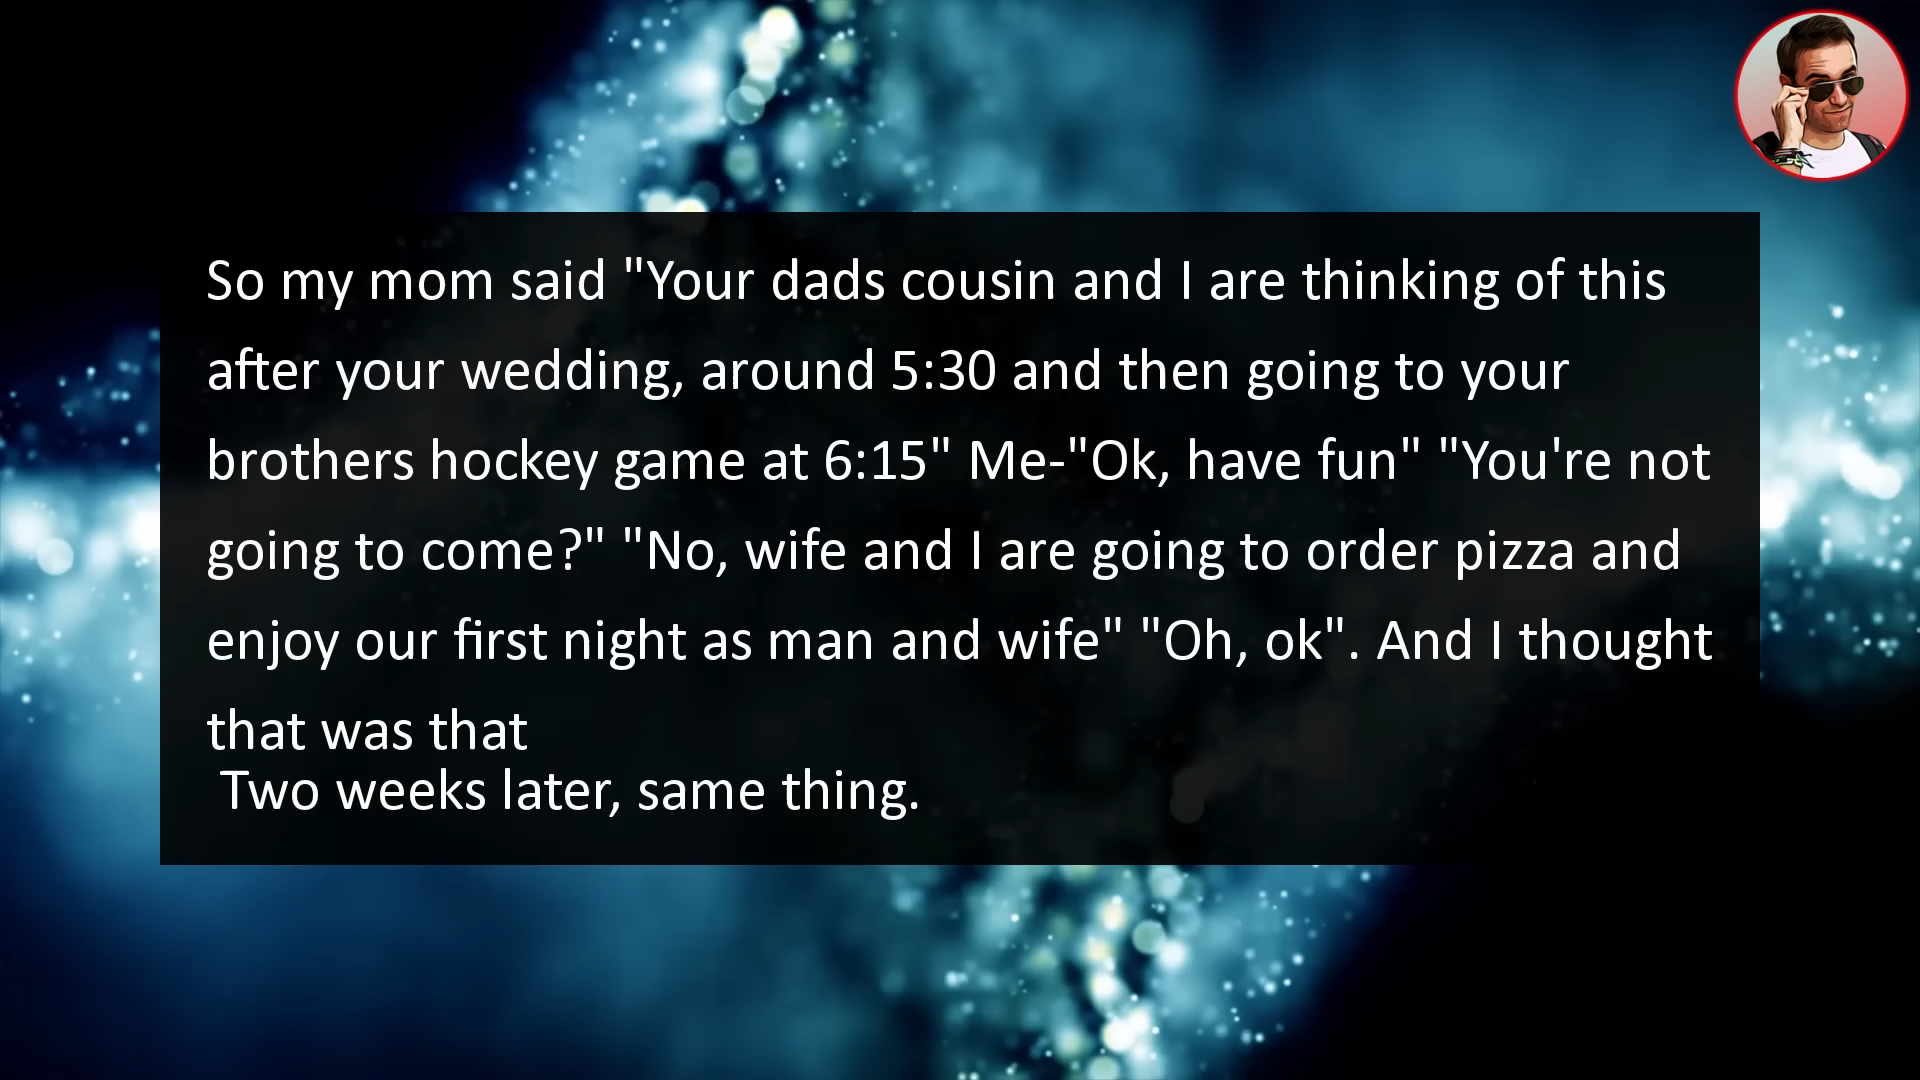 So my mom said "Your dads cousin and I are thinking of this
after your wedding, around 5:30 and then going to your
brothers hockey game at 6:15" Me-"Ok, have fun" "You're not
going to come?" "No, wife and I are going to order pizza and
enjoy our first night as man and wife" "Oh, ok". And I thought
that was that
Two weeks later, same thing.